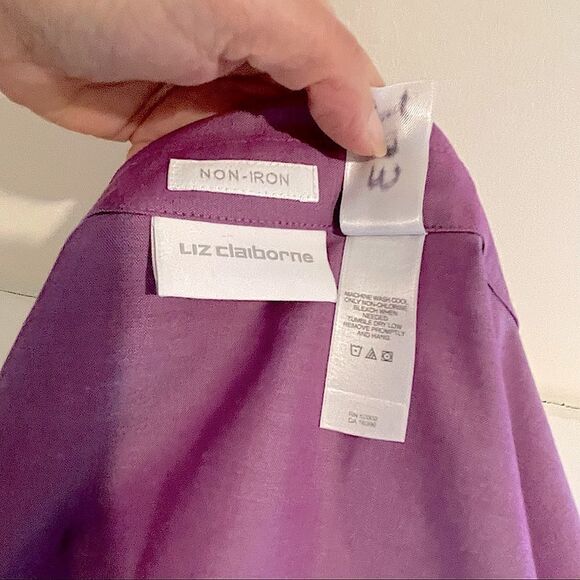 NON-IRON
LIZ claiborne
MACHINE WASH COOL
ONLY NON-CHLORINE
BLEACH WHEN
NEEDED
TUMBLE DRY LOW
REMOVE PROMPTLY
AND HANG